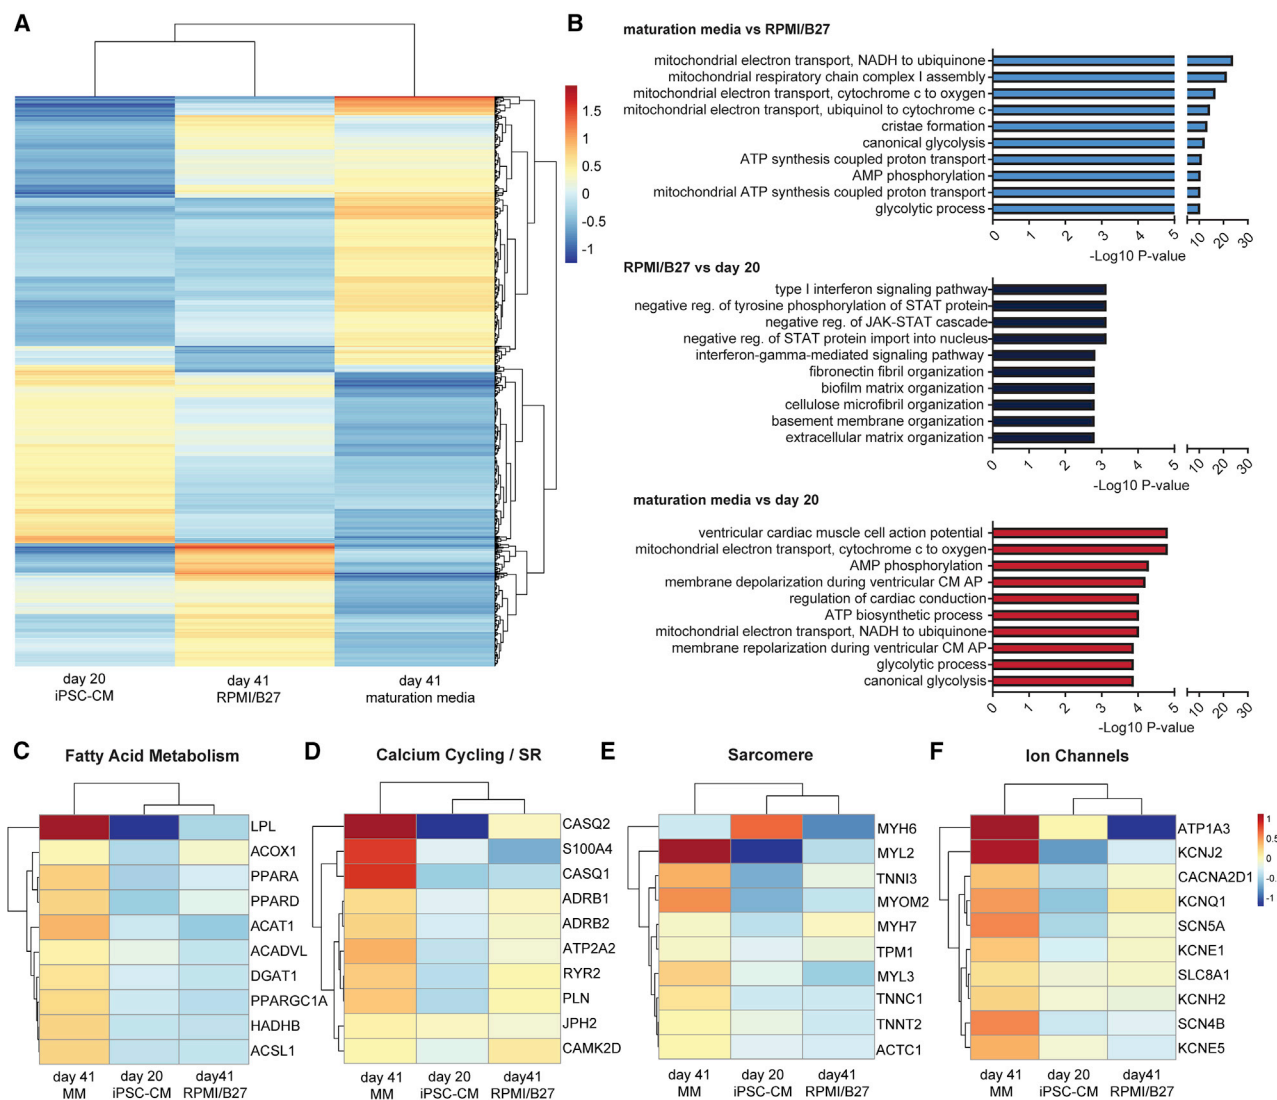 A
1.5
1
0.5
0
-0.5
-1
day 20
iPSC-CM
day 41
RPMI/B27
day 41
maturation media
B
maturation media vs RPMI/B27
mitochondrial electron transport, NADH to ubiquinone
mitochondrial respiratory chain complex I assembly
mitochondrial electron transport, cytochrome c to oxygen
mitochondrial electron transport, ubiquinol to cytochrome c
cristae formation
canonical glycolysis
ATP synthesis coupled proton transport
AMP phosphorylation
mitochondrial ATP synthesis coupled proton transport
glycolytic process
0 1 2 3 4 5 10 20 30
-Log10 P-value
RPMI/B27 vs day 20
type I interferon signaling pathway
negative reg. of tyrosine phosphorylation of STAT protein
negative reg. of JAK-STAT cascade
negative reg. of STAT protein import into nucleus
interferon-gamma-mediated signaling pathway
fibronectin fibril organization
biofilm matrix organization
cellulose microfibril organization
basement membrane organization
extracellular matrix organization
0 1 2 3 4 5 10 20 30
-Log10 P-value
maturation media vs day 20
ventricular cardiac muscle cell action potential
mitochondrial electron transport, cytochrome c to oxygen
AMP phosphorylation
membrane depolarization during ventricular CM AP
regulation of cardiac conduction
ATP biosynthetic process
mitochondrial electron transport, NADH to ubiquinone
membrane repolarization during ventricular CM AP
glycolytic process
canonical glycolysis
0 1 2 3 4 5 10 20 30
-Log10 P-value
C
Fatty Acid Metabolism
LPL
ACOX1
PPARA
PPARD
ACAT1
ACADVL
DGAT1
PPARGC1A
HADHB
ACSL1
day 41
MM
day 20
iPSC-CM
day41
RPMI/B27
D
Calcium Cycling / SR
CASQ2
S100A4
CASQ1
ADRB1
ADRB2
ATP2A2
RYR2
PLN
JPH2
CAMK2D
day 41
MM
day 20
iPSC-CM
day41
RPMI/B27
E
Sarcomere
MYH6
MYL2
TNNI3
MYOM2
MYH7
TPM1
MYL3
TNNC1
TNNT2
ACTC1
day 41
MM
day 20
iPSC-CM
day 41
RPMI/B27
F
Ion Channels
ATP1A3
KCNJ2
CACNA2D1
KCNQ1
SCN5A
KCNE1
SLC8A1
KCNH2
SCN4B
KCNE5
day 41
MM
day 20
iPSC-CM
day 41
RPMI/B27
1
0.5
0
-0.
-1